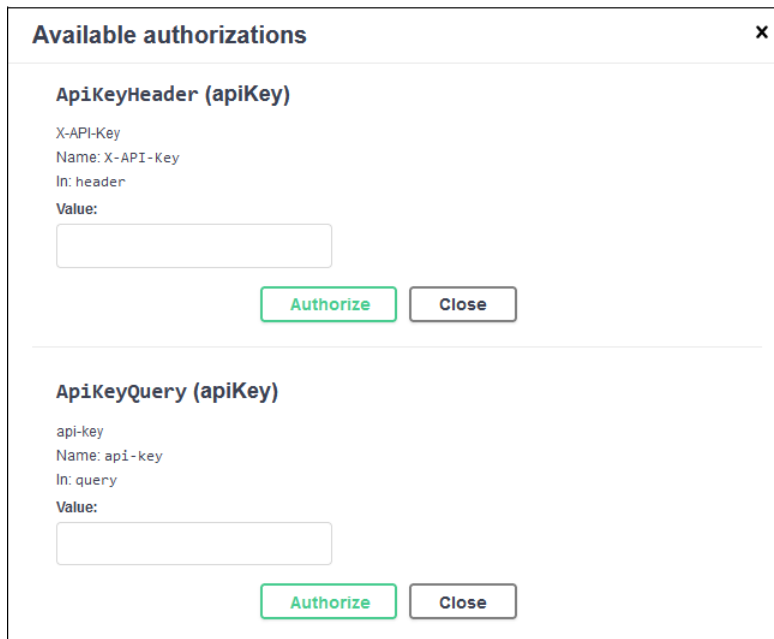 Available authorizations
ApiKeyHeader (apiKey)
X-API-Key
Name: X-API-Key
In: header
Value:
Authorize Close
ApiKeyQuery (apiKey)
api-key
Name: api-key
In: query
Value:
Authorize Close